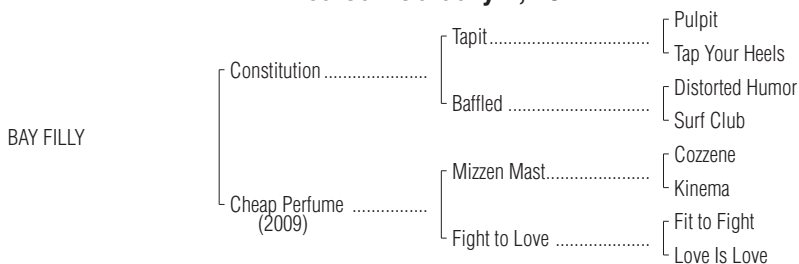 Pulpit
Tapit
Tap Your Heels
Constitution
Distorted Humor
Baffled
Surf Club
BAY FILLY
Cozzene
Mizzen Mast
Kinema
Cheap Perfume
(2009)
Fit to Fight
Fight to Love
Love Is Love